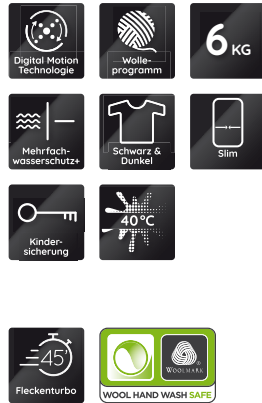 Digital Motion
Technologie
Wolle-
programm
6 KG
Mehrfach-
wasserschutz+
Schwarz &
Dunkel
Slim
Kinder-
sicherung
40°C
45'
Fleckenturbo
WOOLMARK
WOOL HAND WASH SAFE